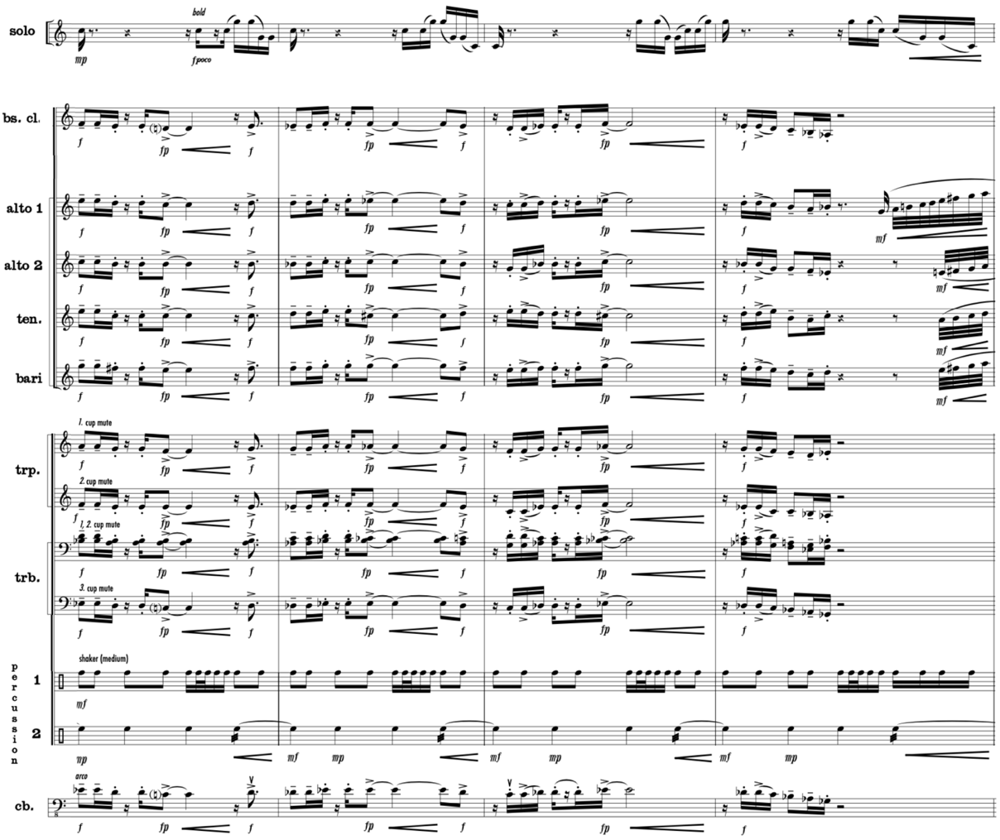 bold
solo
mp fpoco
bs. cl.
f fp f fp f fp f
alto 1
f fp f fp f fp f mf
alto 2
f fp f fp f fp f mf
ten.
f fp f fp f fp f mf
bari
f fp f fp f fp f mf
1. cup mute
trp.
f fp f fp f fp f
2. cup mute
f fp f fp f fp f
1, 2. cup mute
f fp f fp f fp f
trb.
3. cup mute
f fp f fp f fp f
shaker (medium)
percussion
1
mf
2
mp mf mp mf mp mf mp
arco
cb.
8
f fp f fp f fp f